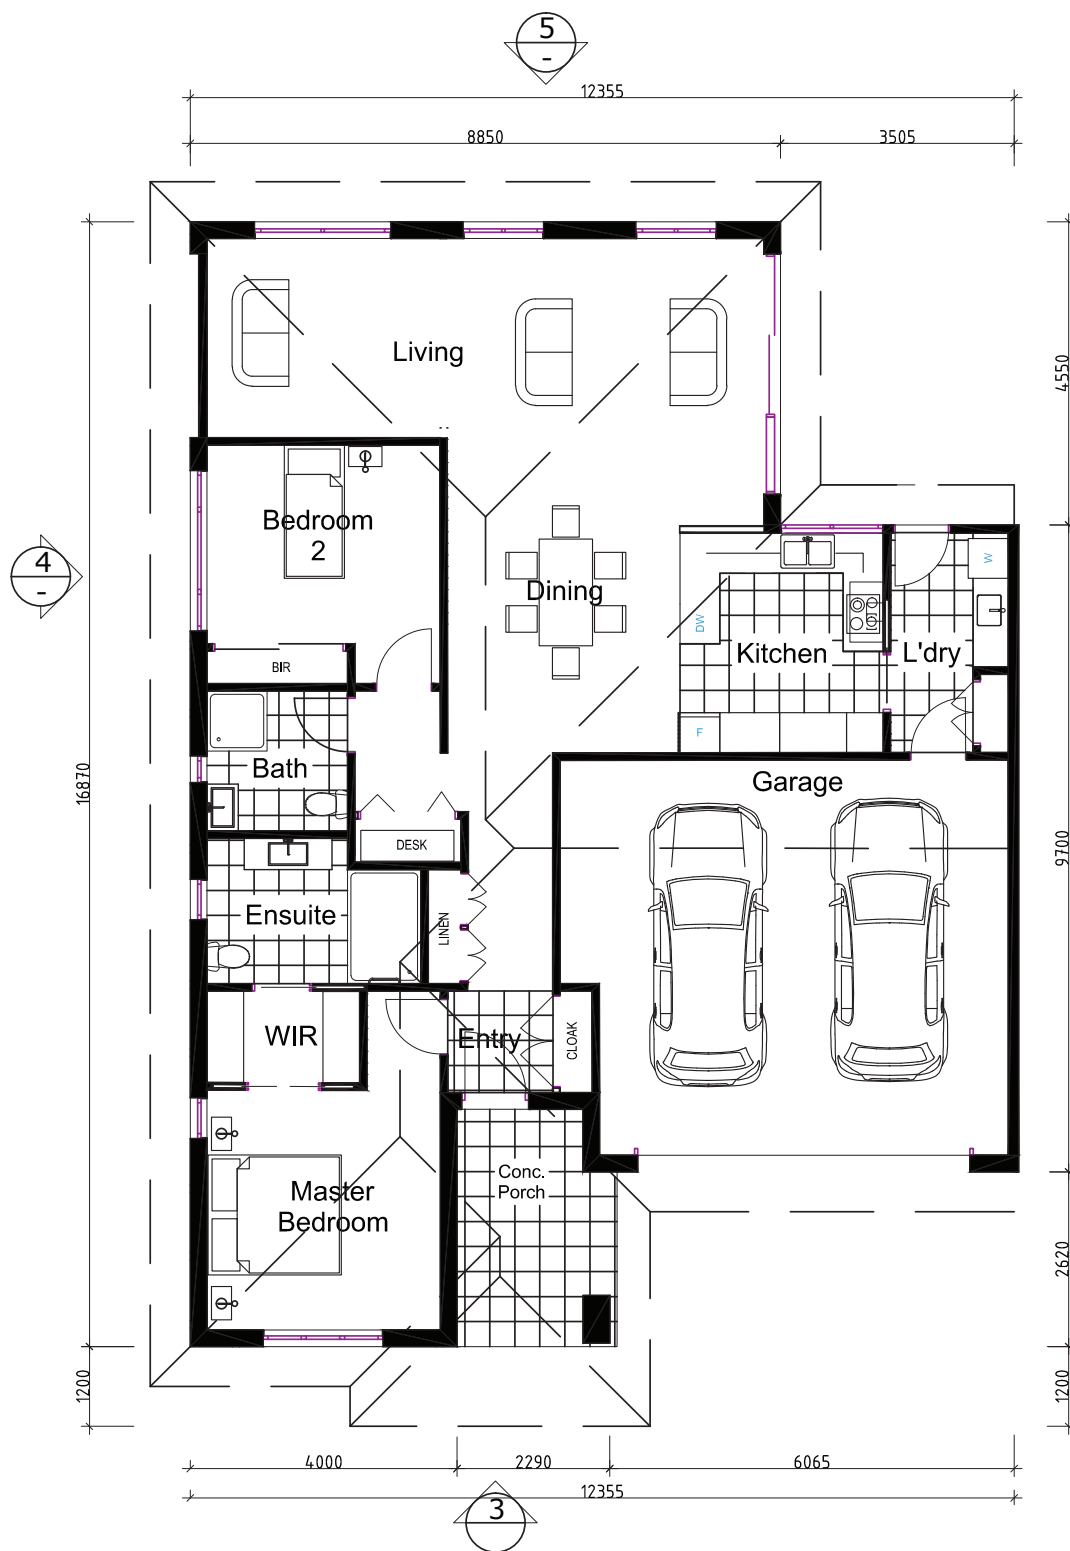 5
-
12355
8850
3505
4550
Living
Bedroom
2
4
-
Dining
W
DW
Kitchen
L'dry
BIR
F
Bath
Garage
16870
DESK
9700
Ensuite
LINEN
WIR
Entry
CLOAK
Conc.
Porch
Master
Bedroom
2620
1200
1200
4000
2290
6065
12355
3
-